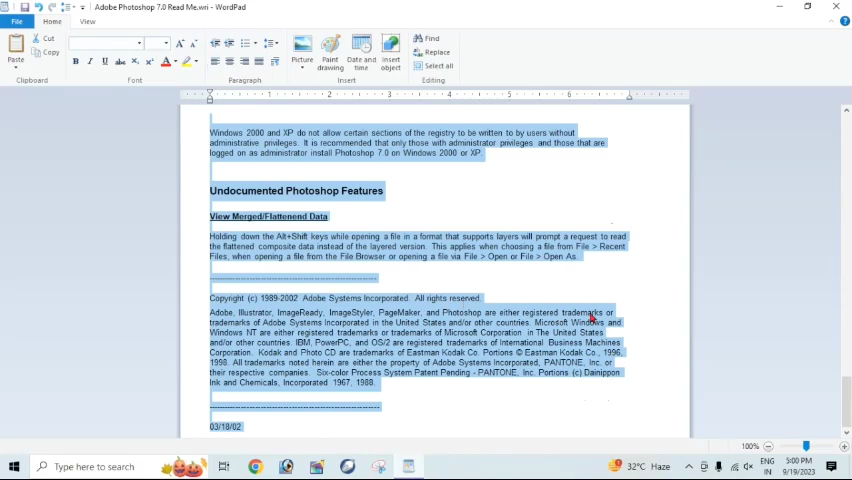 Adobe Photoshop 7.0 Read Me.wri - WordPad
File
Home
View
Paste
Cut
Copy
Clipboard
Font
Paragraph
Picture
Paint drawing
Date and time
Insert object
Insert
Find
Replace
Select all
Editing
1 2 3 4 5 6
Windows 2000 and XP do not allow certain sections of the registry to be written to by users without
administrative privileges. It is recommended that only those with administrator privileges and those that are
logged on as administrator install Photoshop 7.0 on Windows 2000 or XP.
Undocumented Photoshop Features
View Merged/Flattenend Data
Holding down the Alt+Shift keys while opening a file in a format that supports layers will prompt a request to read
the flattened composite data instead of the layered version. This applies when choosing a file from File > Recent
Files, when opening a file from the File Browser or opening a file via File > Open or File > Open As.
Copyright (c) 1989-2002 Adobe Systems Incorporated. All rights reserved.
Adobe, Illustrator, ImageReady, ImageStyler, PageMaker, and Photoshop are either registered trademarks or
trademarks of Adobe Systems Incorporated in the United States and/or other countries. Microsoft Windows and
Windows NT are either registered trademarks or trademarks of Microsoft Corporation in The United States
and/or other countries. IBM, PowerPC, and OS/2 are registered trademarks of International Business Machines
Corporation. Kodak and Photo CD are trademarks of Eastman Kodak Co. Portions © Eastman Kodak Co., 1996,
1998. All trademarks noted herein are either the property of Adobe Systems Incorporated, PANTONE, Inc. or
their respective companies. Six-color Process System Patent Pending - PANTONE, Inc. Portions (c) Dainippon
Ink and Chemicals, Incorporated 1967, 1988.
03/18/02
100%
Type here to search
32°C Haze
ENG
IN
5:00 PM
9/19/2023